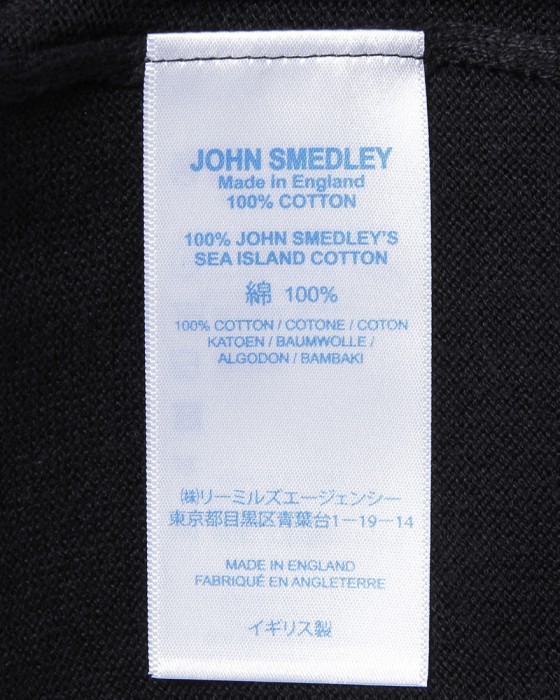 JOHN SMEDLEY
Made in England
100% COTTON
100% JOHN SMEDLEY'S
SEA ISLAND COTTON
綿 100%
100% COTTON / COTONE / COTON
KATOEN / BAUMWOLLE /
ALGODON / BAMBAKI
㈱リーミルズエージェンシー
東京都目黒区青葉台1-19-14
MADE IN ENGLAND
FABRIQUÉ EN ANGLETERRE
イギリス製